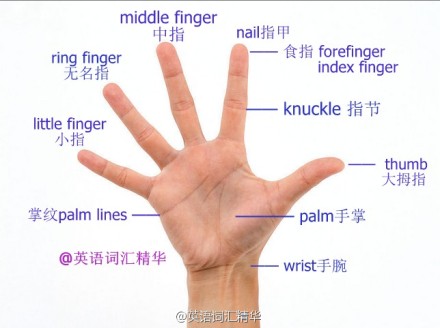 middle finger
中指
nail指甲
ring finger
无名指
食指 forefinger
index finger
knuckle 指节
little finger
小指
thumb
大拇指
掌纹palm lines
palm手掌
@英语词汇精华
wrist手腕
@英语词汇精华